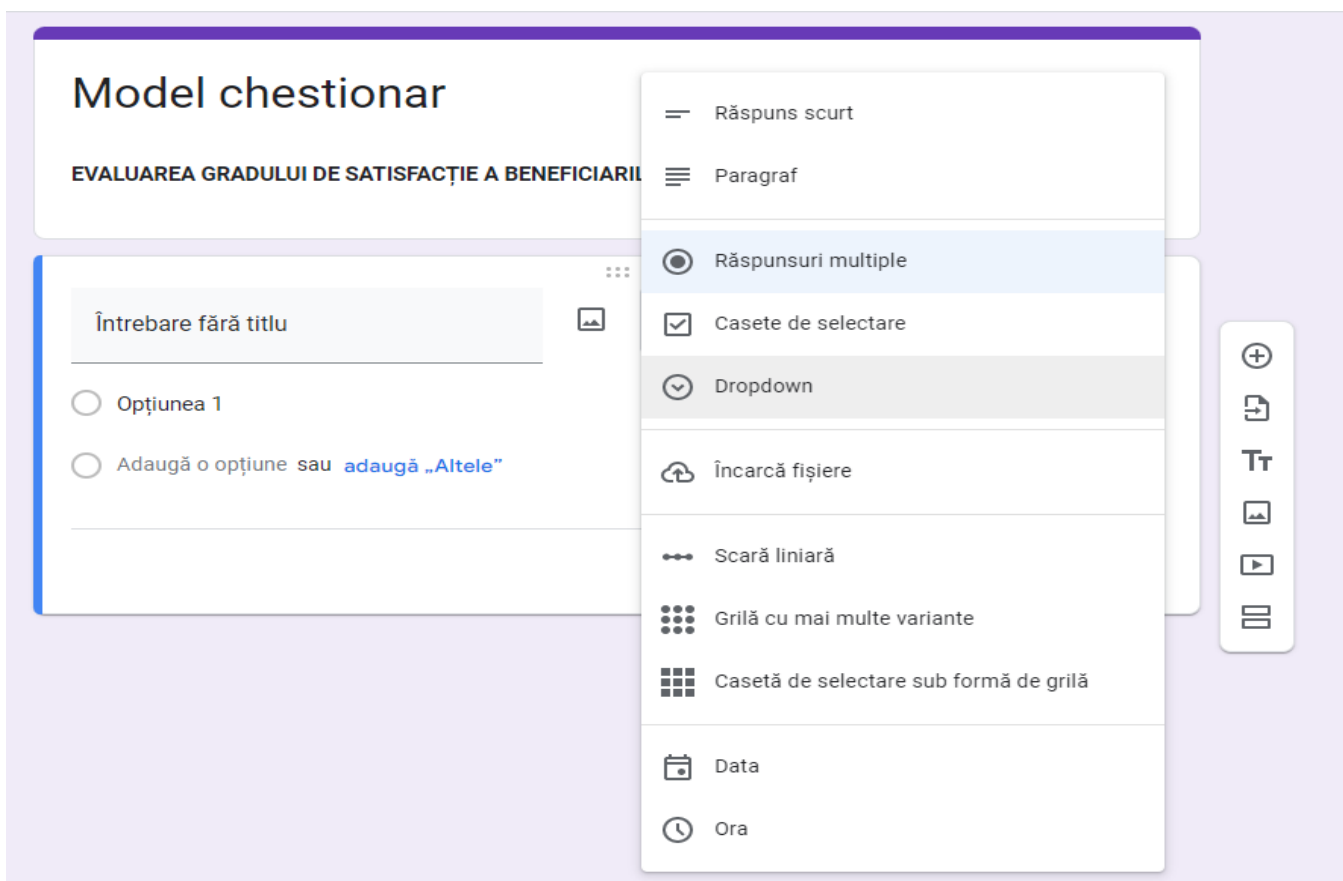 Model chestionar
EVALUAREA GRADULUI DE SATISFACȚIE A
Întrebare fără titlu
Opțiunea 1
Adaugă o opțiune sau adaugă „Altele”
Răspuns scurt
Paragraf
Răspunsuri multiple
Casete de selectare
Dropdown
Încarcă fișiere
Scară liniară
Grilă cu mai multe variante
Casetă de selectare sub formă de grilă
Data
Ora
Tт